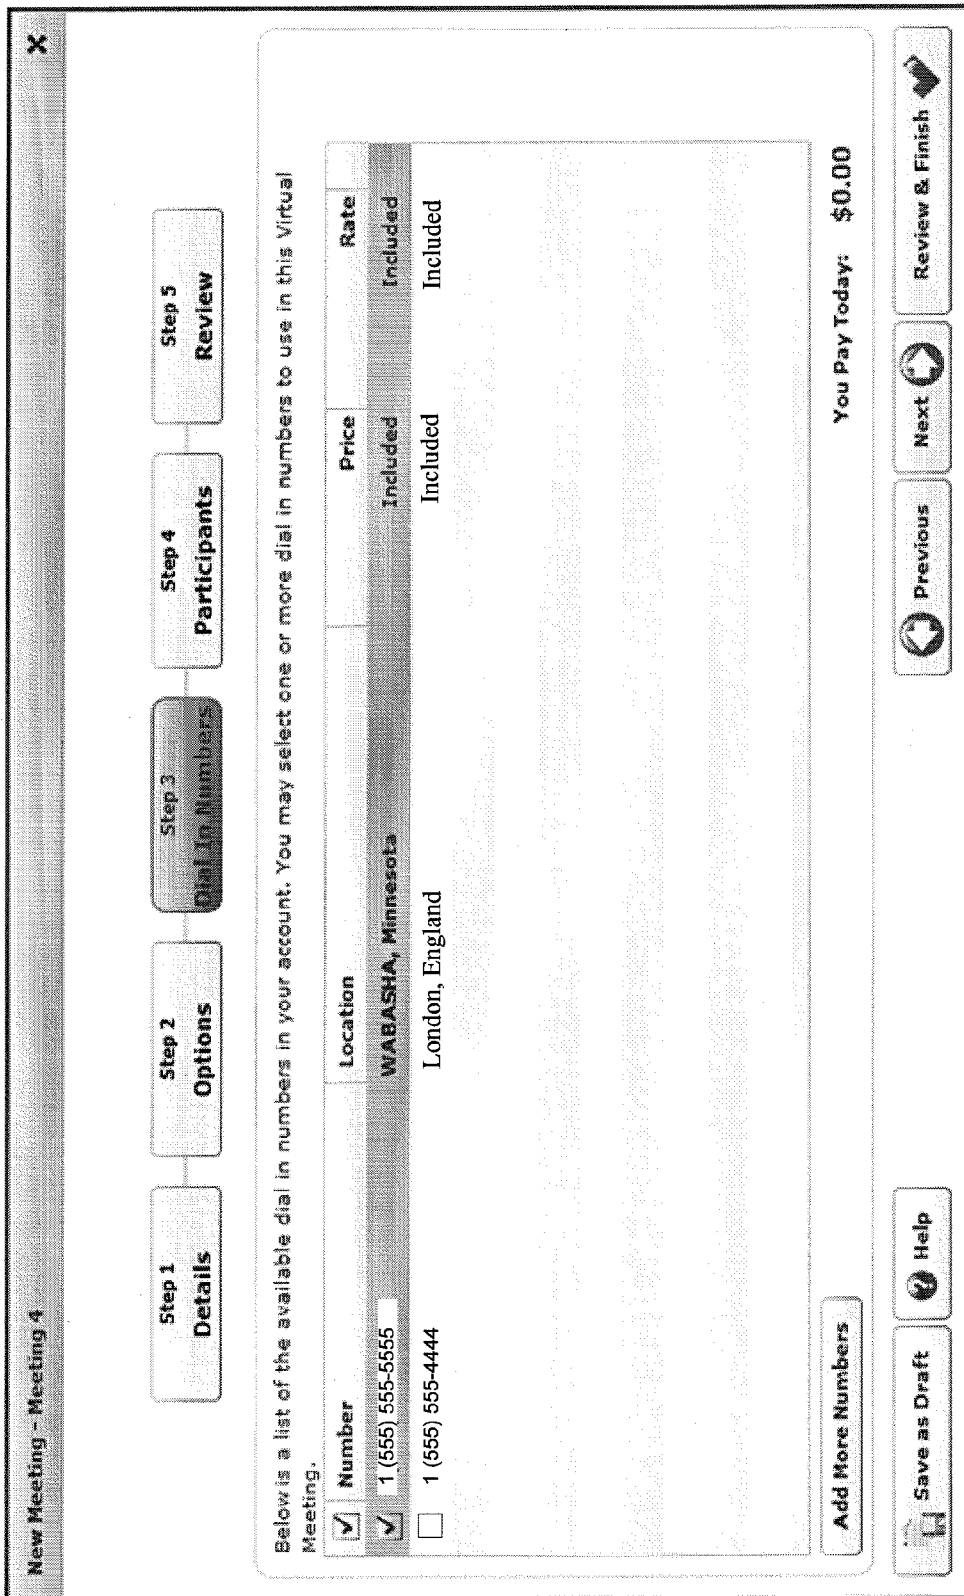 New Meeting - Meeting 4 X
Step 1
Details
Step 2
Options
Step 3
Dial In Numbers
Step 4
Participants
Step 5
Review
Below is a list of the available dial in numbers in your account. You may select one or more dial in numbers to use in this Virtual
Meeting.
Number Location Price Rate
1 (555) 555-5555 WABASHA, Minnesota Included Included
1 (555) 555-4444 London, England Included Included
Add More Numbers You Pay Today: $0.00
Save as Draft ? Help Previous Next Review & Finish